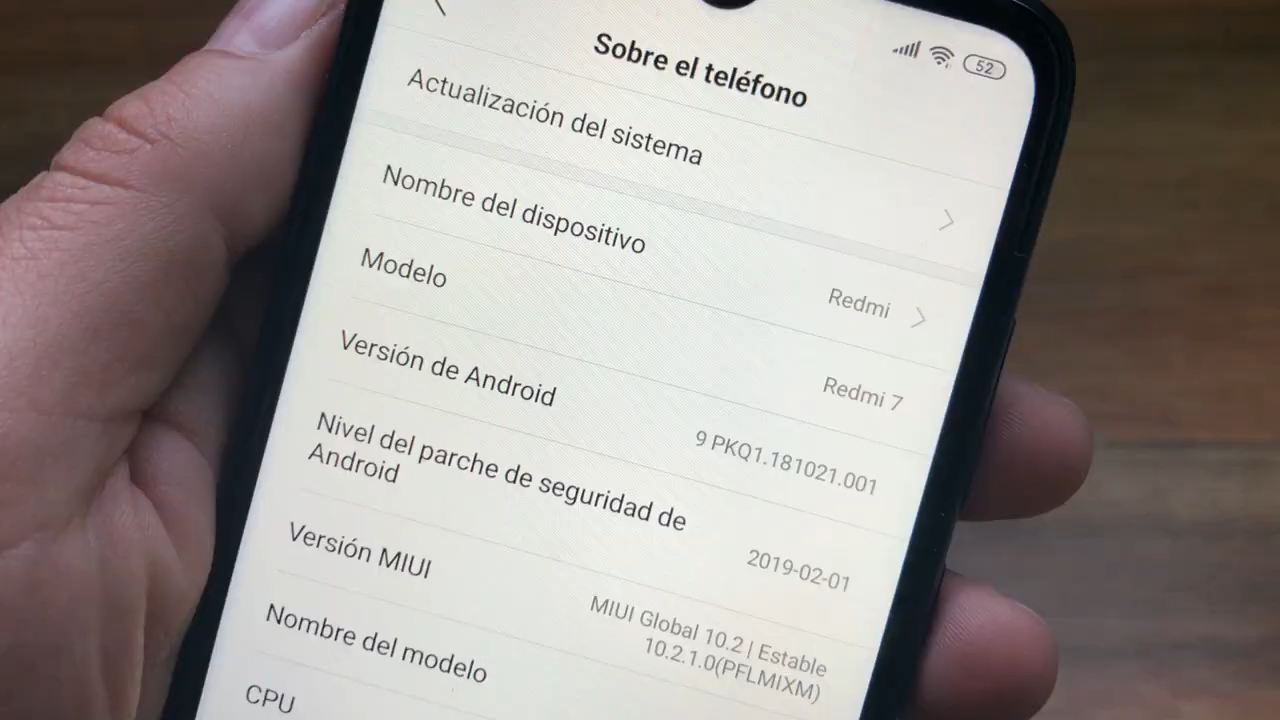 52
Sobre el teléfono
Actualización del sistema
Nombre del dispositivo
Redmi
Modelo
Redmi 7
Versión de Android
9 PKQ1.181021.001
Nivel del parche de seguridad de
Android
2019-02-01
Versión MIUI
MIUI Global 10.2 | Estable
10.2.1.0(PFLMIXM)
Nombre del modelo
CPU